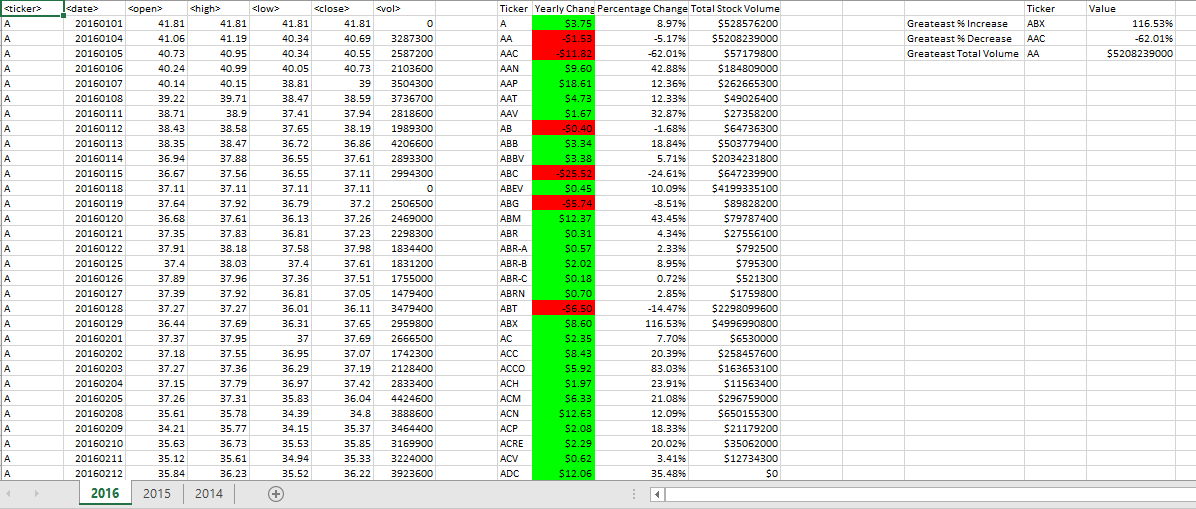 <ticker> <date> <open> <high> <low> <close> <vol> Ticker Yearly Chang Percentage Change Total Stock Volume Ticker Value
A 20160101 41.81 41.81 41.81 41.81 0 A $3.75 8.97% $528576200 Greateast % Increase ABX 116.53%
A 20160104 41.06 41.19 40.34 40.69 3287300 AA -$1.53 -5.17% $5208239000 Greateast % Decrease AAC -62.01%
A 20160105 40.73 40.95 40.34 40.55 2587200 AAC -$11.82 -62.01% $57179800 Greateast Total Volume AA $5208239000
A 20160106 40.24 40.99 40.05 40.73 2103600 AAN $9.60 42.88% $184809000
A 20160107 40.14 40.15 38.81 39 3504300 AAP $18.61 12.36% $262665300
A 20160108 39.22 39.71 38.47 38.59 3736700 AAT $4.73 12.33% $49026400
A 20160111 38.71 38.9 37.41 37.94 2818600 AAV $1.67 32.87% $27358200
A 20160112 38.43 38.58 37.65 38.19 1989300 AB -$0.40 -1.68% $64736300
A 20160113 38.35 38.47 36.72 36.86 4206600 ABB $3.34 18.84% $503779400
A 20160114 36.94 37.88 36.55 37.61 2893300 ABBV $3.38 5.71% $2034231800
A 20160115 36.67 37.56 36.55 37.11 2994300 ABC -$25.52 -24.61% $647239900
A 20160118 37.11 37.11 37.11 37.11 0 ABEV $0.45 10.09% $4199335100
A 20160119 37.64 37.92 36.79 37.2 2506500 ABG -$5.74 -8.51% $89828200
A 20160120 36.68 37.61 36.13 37.26 2469000 ABM $12.37 43.45% $79787400
A 20160121 37.35 37.83 36.81 37.23 2298300 ABR $0.31 4.34% $27556100
A 20160122 37.91 38.18 37.58 37.98 1834400 ABR-A $0.57 2.33% $792500
A 20160125 37.4 38.03 37.4 37.61 1831200 ABR-B $2.02 8.95% $795300
A 20160126 37.89 37.96 37.36 37.51 1755000 ABR-C $0.18 0.72% $521300
A 20160127 37.39 37.92 36.81 37.05 1479400 ABRN $0.70 2.85% $1759800
A 20160128 37.27 37.27 36.01 36.11 3479400 ABT -$6.50 -14.47% $2298099600
A 20160129 36.44 37.69 36.31 37.65 2959800 ABX $8.60 116.53% $4996990800
A 20160201 37.37 37.95 37 37.69 2666500 AC $2.35 7.70% $6530000
A 20160202 37.18 37.55 36.95 37.07 1742300 ACC $8.43 20.39% $258457600
A 20160203 37.27 37.36 36.29 37.19 2128400 ACCO $5.92 83.03% $163653100
A 20160204 37.15 37.79 36.97 37.42 2833400 ACH $1.97 23.91% $11563400
A 20160205 37.26 37.31 35.83 36.04 4424600 ACM $6.33 21.08% $296759000
A 20160208 35.61 35.78 34.39 34.8 3888600 ACN $12.63 12.09% $650155300
A 20160209 34.21 35.77 34.15 35.37 3464400 ACP $2.08 18.33% $21179200
A 20160210 35.63 36.73 35.53 35.85 3169900 ACRE $2.29 20.02% $35062000
A 20160211 35.12 35.61 34.94 35.33 3224000 ACV $0.62 3.41% $12734300
A 20160212 35.84 36.23 35.52 36.22 3923600 ADC $12.06 35.48% $0
2016 2015 2014